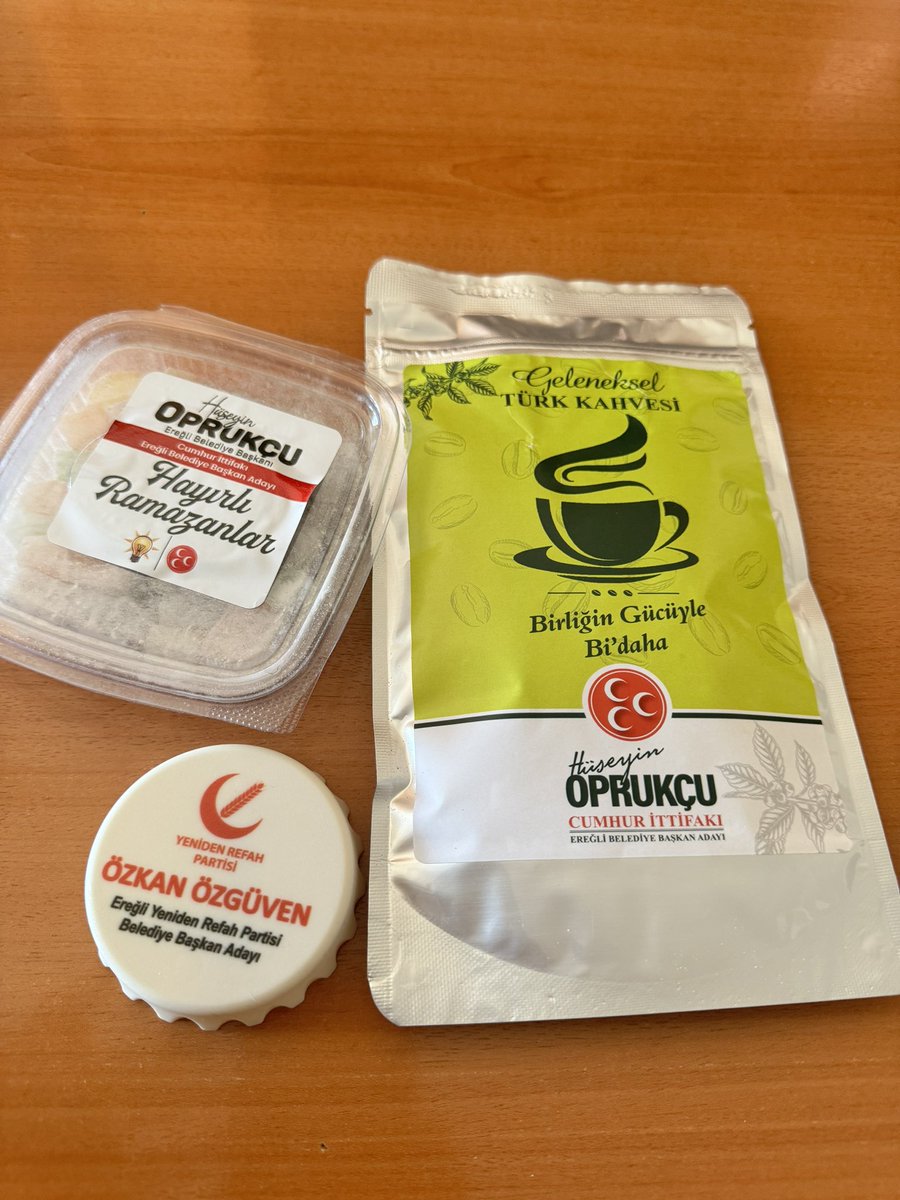 Hüseyin
OPRUKÇU
Ereğli Belediye Başkanı
Cumhur İttifakı
Ereğli Belediye Başkan Adayı
Hayırlı
Ramazanlar
Geleneksel
TÜRK KAHVESİ
Birliğin Gücüyle
Bi'daha
Hüseyin
OPRUKÇU
CUMHUR İTTİFAKI
EREĞLİ BELEDİYE BAŞKAN ADAYI
YENİDEN REFAH
PARTİSİ
ÖZKAN ÖZGÜVEN
Ereğli Yeniden Refah Partisi
Belediye Başkan Adayı